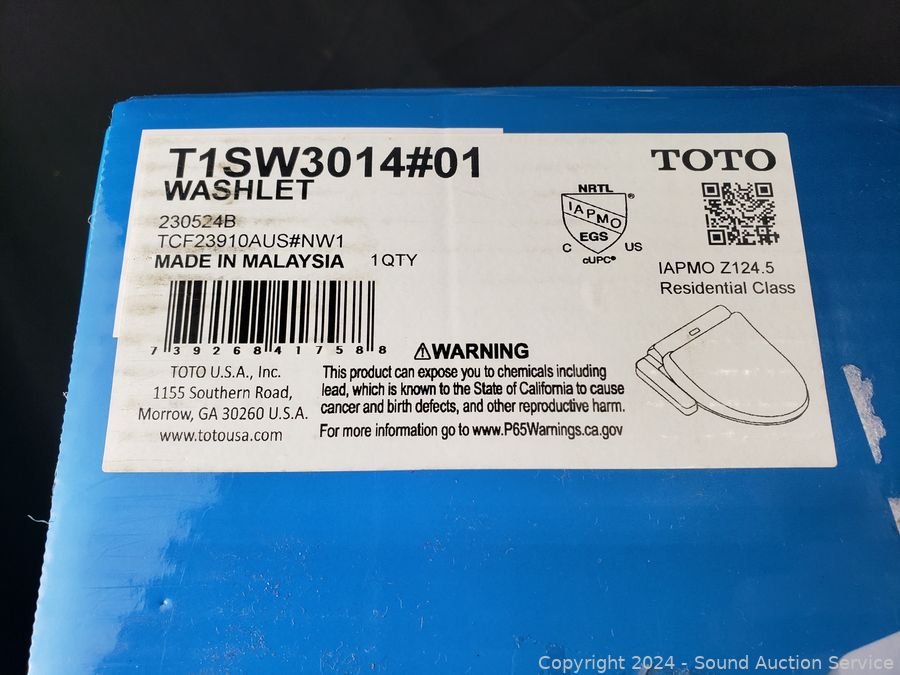 T1SW3014#01
WASHLET
230524B
TCF23910AUS#NW1
MADE IN MALAYSIA 1QTY
7 39268 41758 8
TOTO U.S.A., Inc.
1155 Southern Road,
Morrow, GA 30260 U.S.A.
www.totousa.com
⚠WARNING
This product can expose you to chemicals including
lead, which is known to the State of California to cause
cancer and birth defects, and other reproductive harm.
For more information go to www.P65Warnings.ca.gov
NRTL
®
IAPMO
EGS
C US
cUPC®
TOTO
IAPMO Z124.5
Residential Class
Copyright 2024 - Sound Auction Service